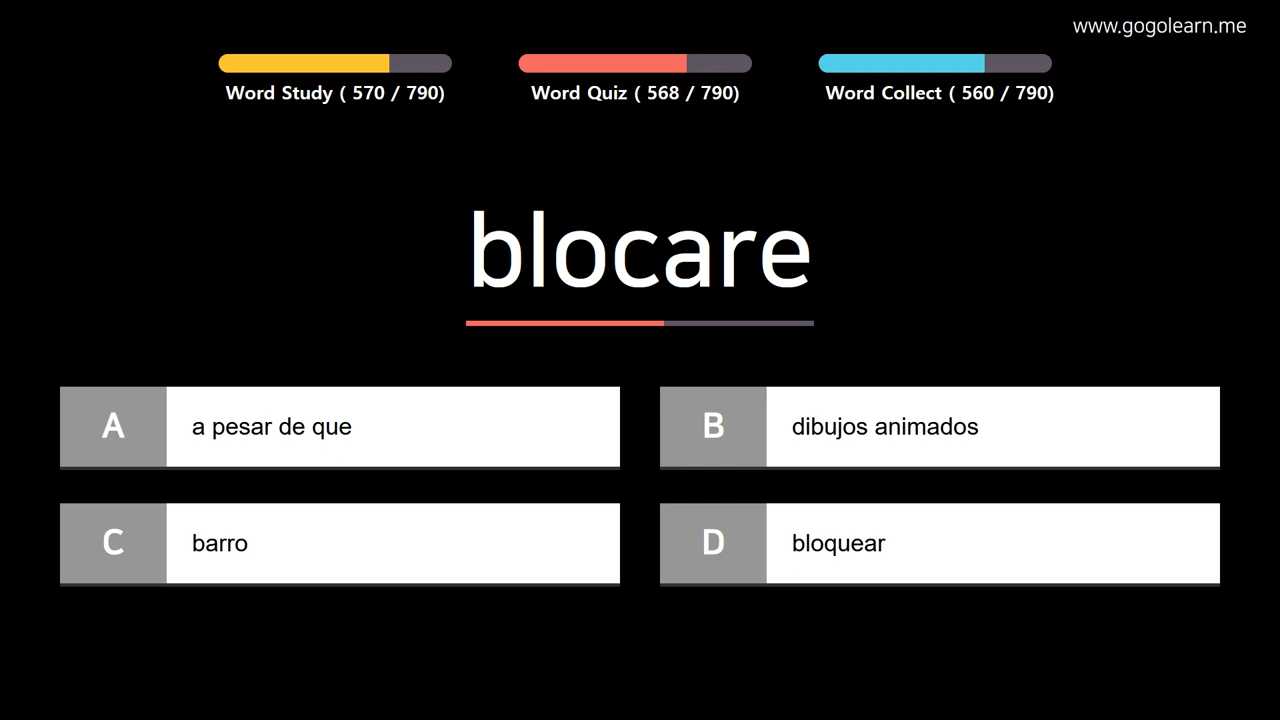 www.gogolearn.me
Word Study ( 570 / 790)
Word Quiz ( 568 / 790)
Word Collect ( 560 / 790)
blocare
A
a pesar de que
B
dibujos animados
C
barro
D
bloquear